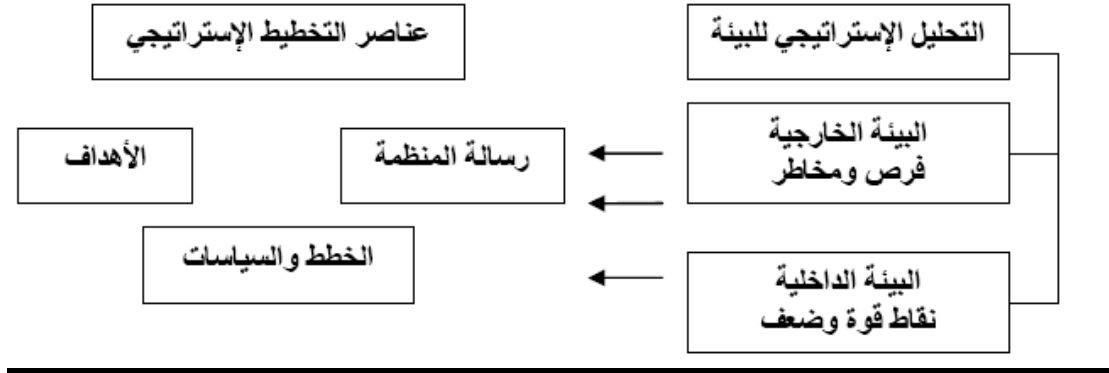 التحليل الإستراتيجي للبيئة
عناصر التخطيط الإستراتيجي
البيئة الخارجية
فرص ومخاطر
رسالة المنظمة
الأهداف
الخطط والسياسات
البيئة الداخلية
نقاط قوة وضعف